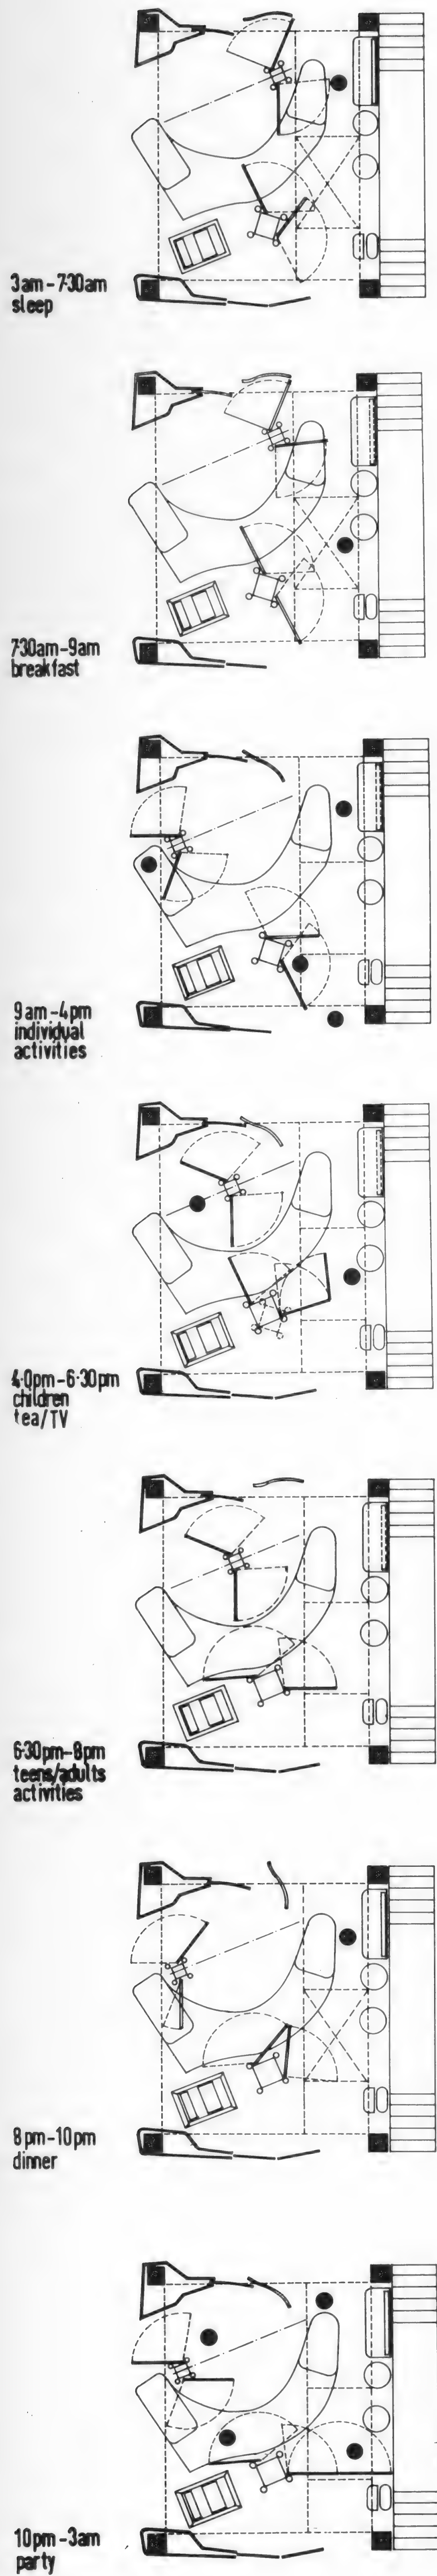 3am-7·30am
sleep
7·30am-9am
breakfast
9am-4pm
individual
activities
4·0pm-6·30pm
children
tea/TV
6·30pm-8pm
teens/adults
activities
8pm-10pm
dinner
10pm-3am
party